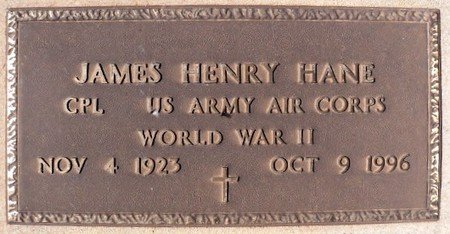 JAMES HENRY HANE
CPL US ARMY AIR CORPS
WORLD WAR II
NOV 4 1923 OCT 9 1996